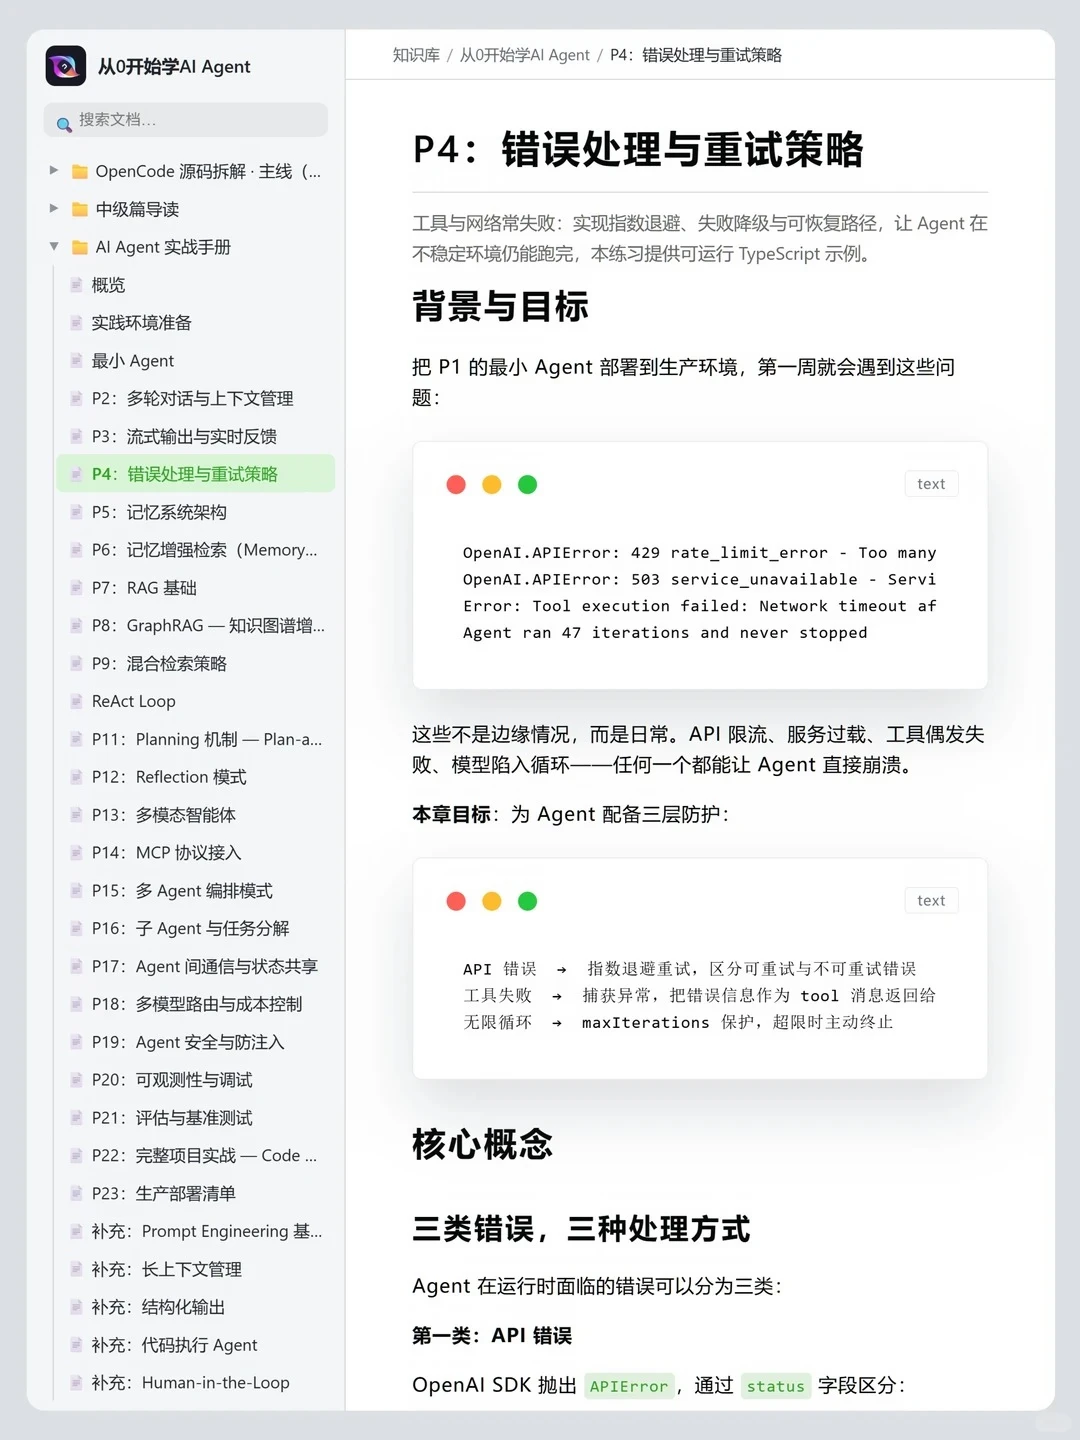 从0开始学AI Agent
搜索文档...
OpenCode 源码拆解 · 主线（...
中级篇导读
AI Agent 实战手册
概览
实践环境准备
最小 Agent
P2：多轮对话与上下文管理
P3：流式输出与实时反馈
P4：错误处理与重试策略
P5：记忆系统架构
P6：记忆增强检索（Memory...
P7：RAG 基础
P8：GraphRAG — 知识图谱增...
P9：混合检索策略
ReAct Loop
P11：Planning 机制 — Plan-a...
P12：Reflection 模式
P13：多模态智能体
P14：MCP 协议接入
P15：多 Agent 编排模式
P16：子 Agent 与任务分解
P17：Agent 间通信与状态共享
P18：多模型路由与成本控制
P19：Agent 安全与防注入
P20：可观测性与调试
P21：评估与基准测试
P22：完整项目实战 — Code ...
P23：生产部署清单
补充：Prompt Engineering 基...
补充：长上下文管理
补充：结构化输出
补充：代码执行 Agent
补充：Human-in-the-Loop
知识库 / 从0开始学AI Agent / P4：错误处理与重试策略
P4：错误处理与重试策略
工具与网络常失败：实现指数退避、失败降级与可恢复路径，让 Agent 在
不稳定环境仍能跑完，本练习提供可运行 TypeScript 示例。
背景与目标
把 P1 的最小 Agent 部署到生产环境，第一周就会遇到这些问
题：
text
OpenAI.APIError: 429 rate_limit_error - Too many
OpenAI.APIError: 503 service_unavailable - Servi
Error: Tool execution failed: Network timeout af
Agent ran 47 iterations and never stopped
这些不是边缘情况，而是日常。API 限流、服务过载、工具偶发失
败、模型陷入循环——任何一个都能让 Agent 直接崩溃。
本章目标：为 Agent 配备三层防护：
text
API 错误 → 指数退避重试，区分可重试与不可重试错误
工具失败 → 捕获异常，把错误信息作为 tool 消息返回给
无限循环 → maxIterations 保护，超限时主动终止
核心概念
三类错误，三种处理方式
Agent 在运行时面临的错误可以分为三类：
第一类：API 错误
OpenAI SDK 抛出 APIError，通过 status 字段区分：